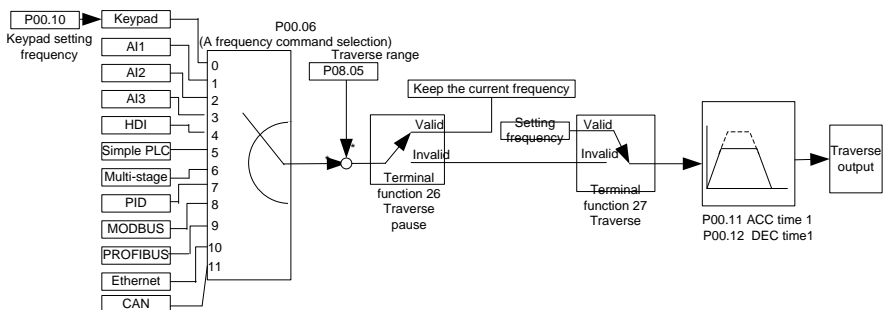 P00.10
Keypad setting
frequency
Keypad
AI1
AI2
AI3
HDI
Simple PLC
Multi-stage
PID
MODBUS
PROFIBUS
Ethernet
CAN
P00.06
(A frequency command selection)
0
1
2
3
4
5
6
7
8
9
10
11
Traverse range
P08.05
*
*
Keep the current frequency
Valid
Invalid
Terminal
function 26
Traverse
pause
Setting
frequency
Valid
Invalid
Terminal
function 27
Traverse
P00.11 ACC time 1
P00.12 DEC time1
Traverse
output